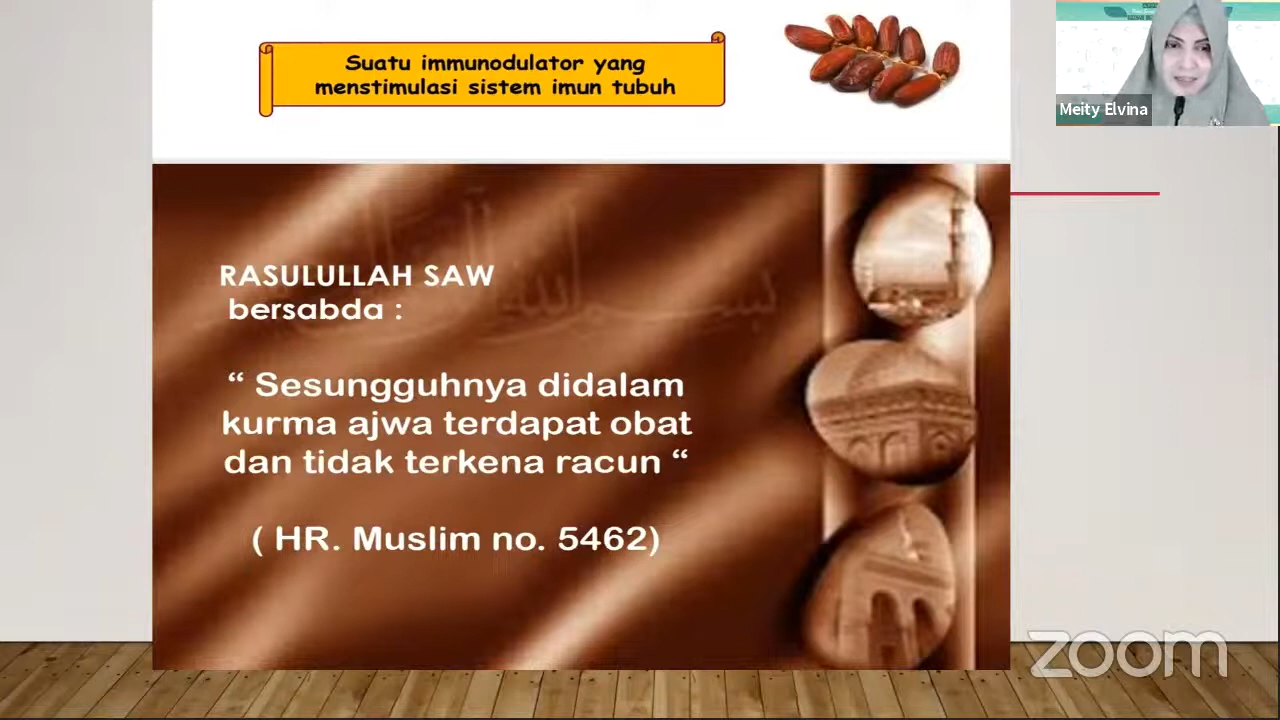 Suatu immunodulator yang
menstimulasi sistem imun tubuh
Meity Elvina
RASULULLAH SAW
bersabda :
“ Sesungguhnya didalam
kurma ajwa terdapat obat
dan tidak terkena racun “
( HR. Muslim no. 5462)
zoom